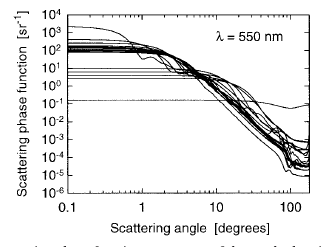 Scattering phase function [sr⁻¹]
10⁴
10³
10²
10¹
10⁰
10⁻¹
10⁻²
10⁻³
10⁻⁴
10⁻⁵
10⁻⁶
λ = 550 nm
0.1 1 10 100
Scattering angle [degrees]